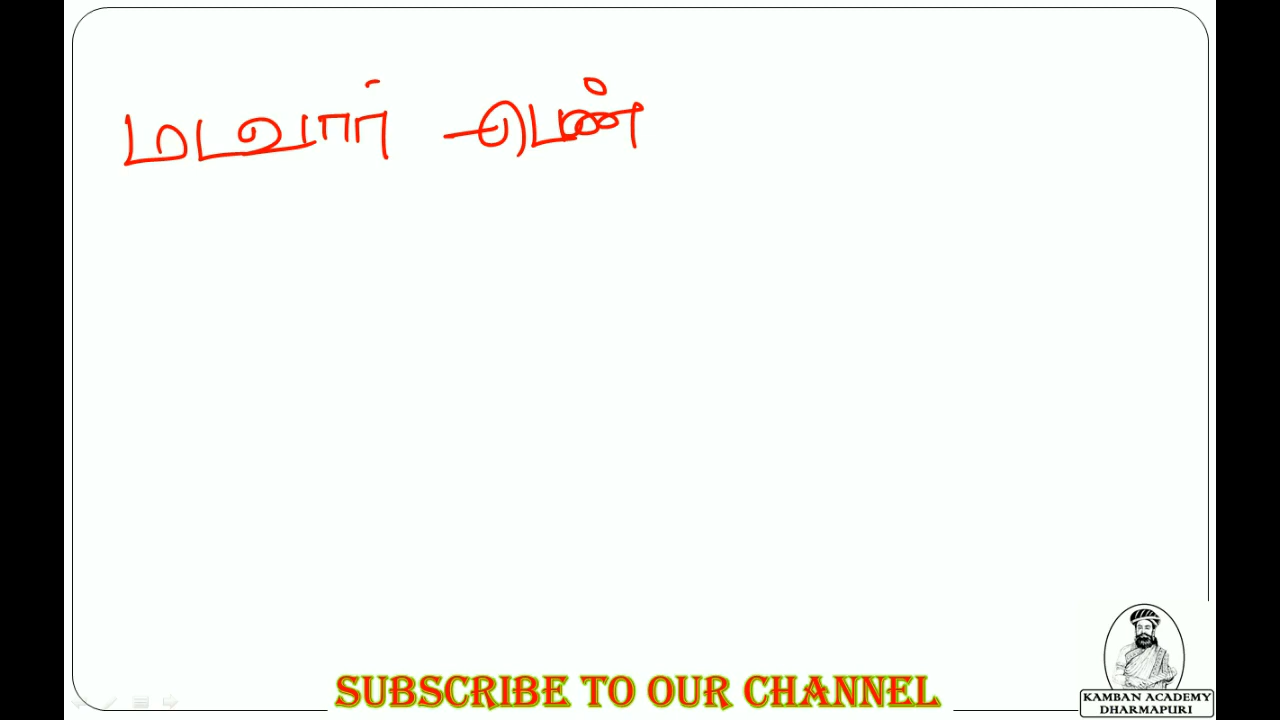 மடவார் - பெண்
SUBSCRIBE TO OUR CHANNEL
KAMBAN ACADEMY
DHARMAPURI